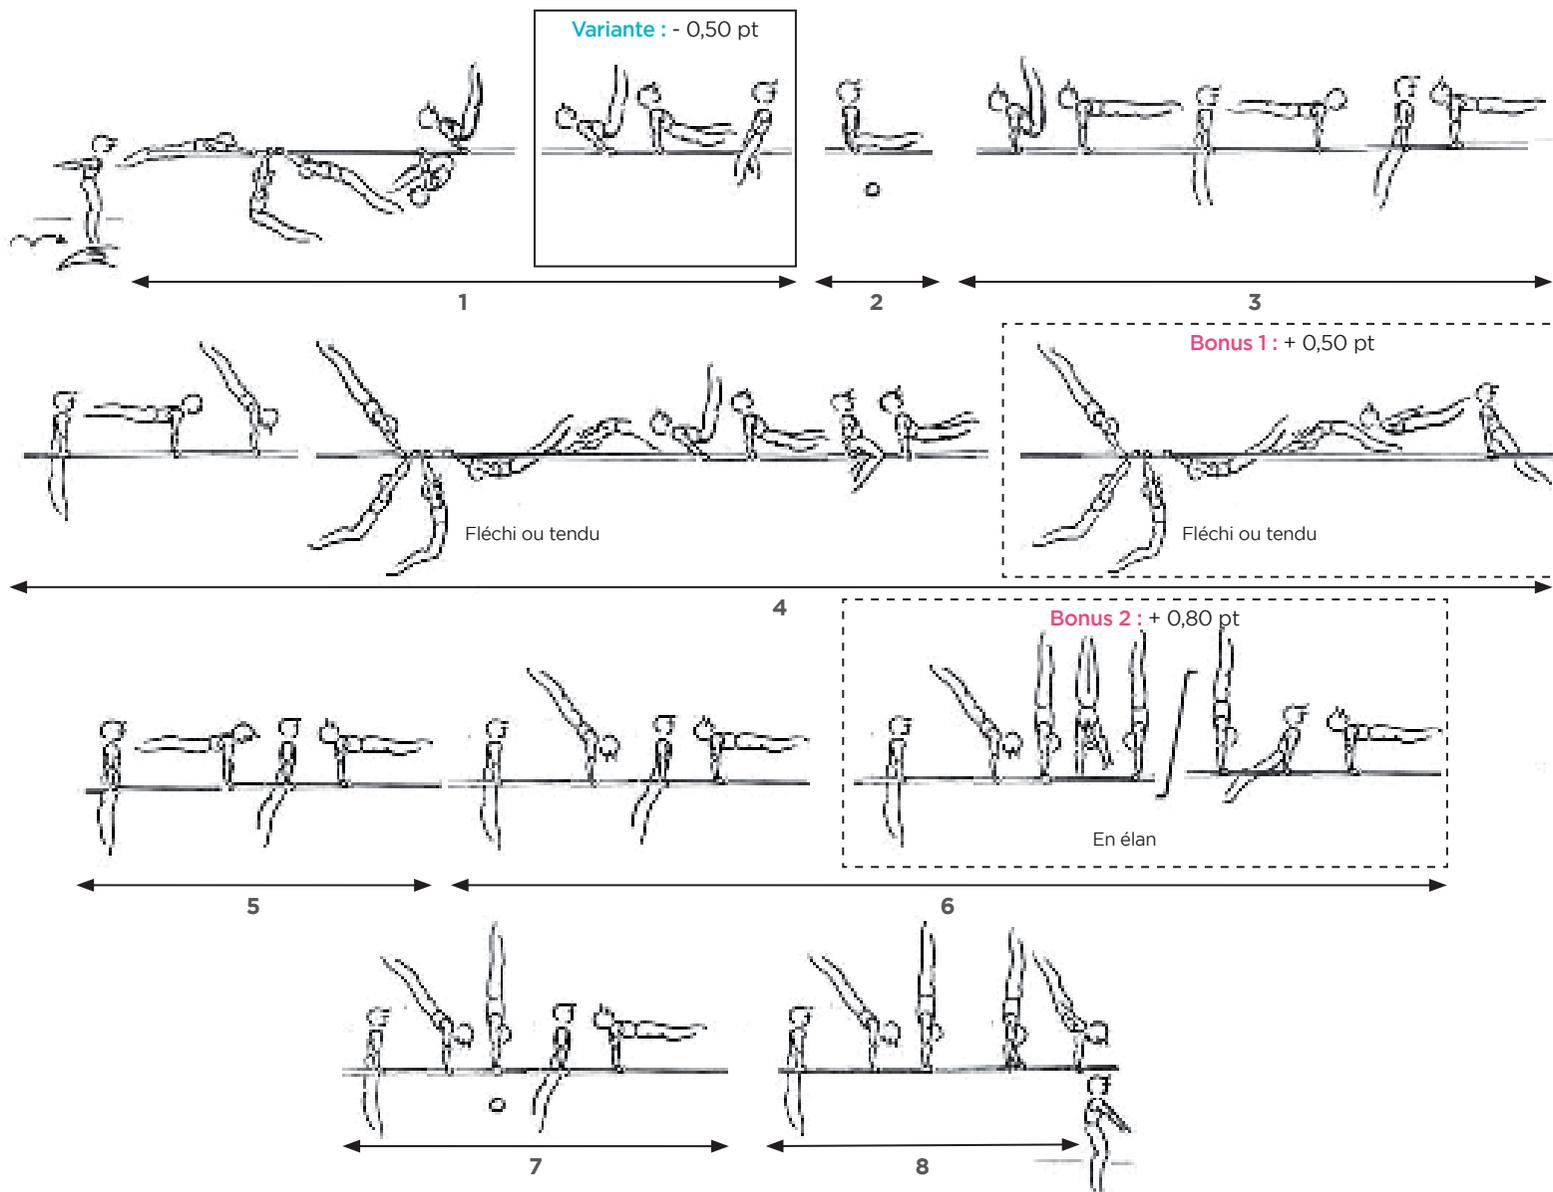 Variante : - 0,50 pt
1
2
3
Bonus 1 : + 0,50 pt
Fléchi ou tendu
Fléchi ou tendu
4
Bonus 2 : + 0,80 pt
En élan
5
6
7
8